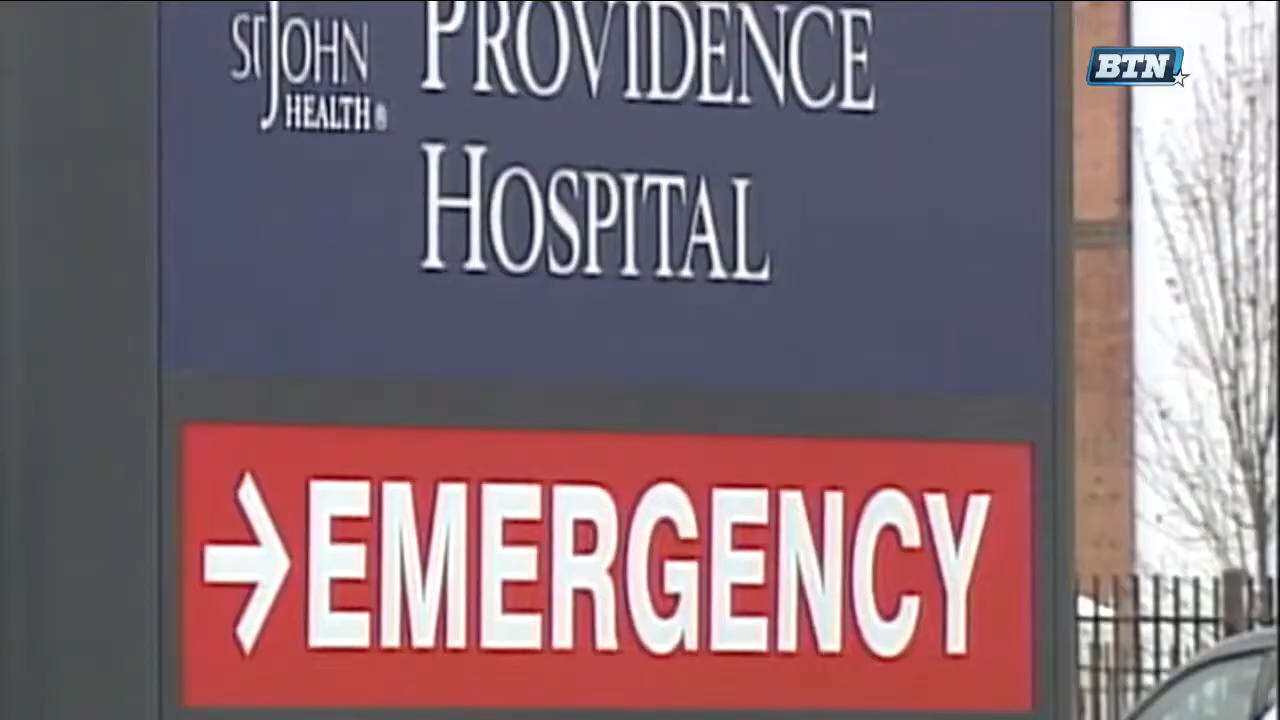 ST JOHN
HEALTH®
PROVIDENCE
HOSPITAL
BTN
→EMERGENCY